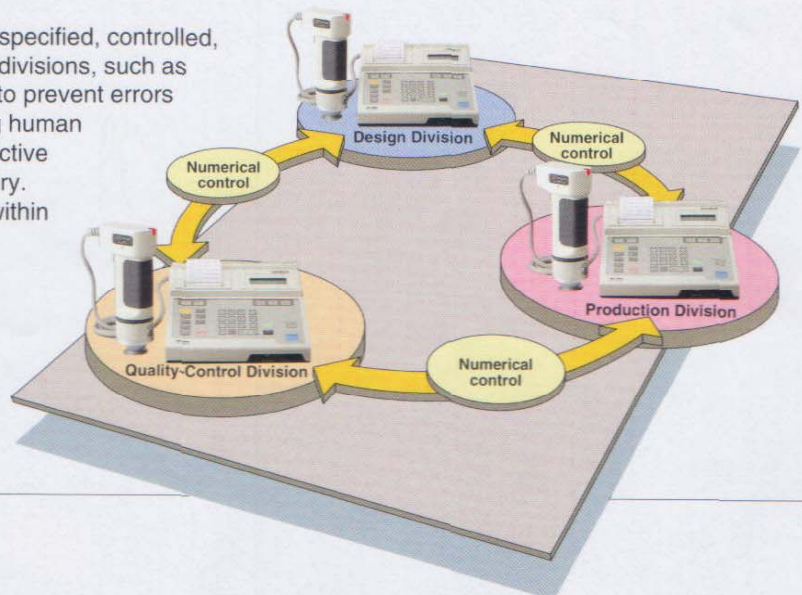 specified, controlled,
divisions, such as
to prevent errors
human
ctive
ry.
within
Design Division
Numerical
control
Numerical
control
Production Division
Quality-Control Division
Numerical
control